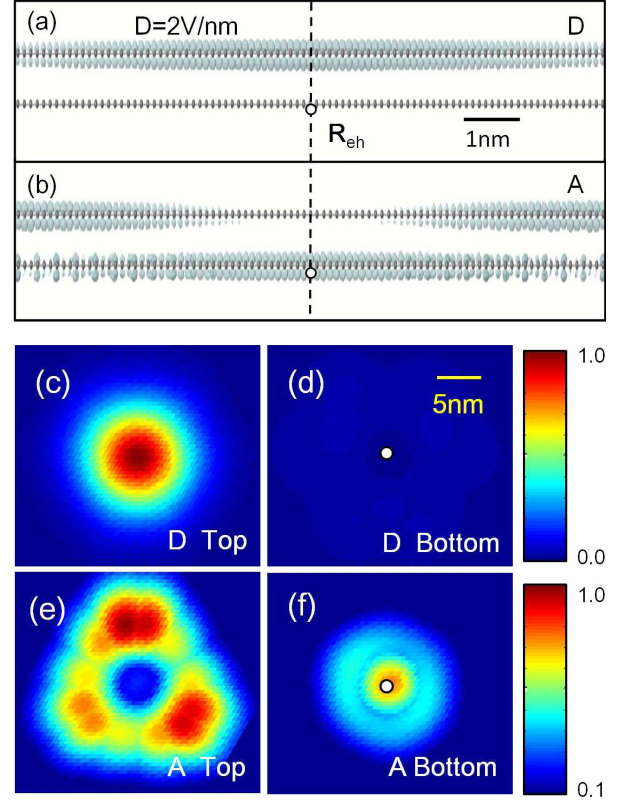 (a) D=2V/nm D
R_eh
1nm
(b) A
(c) (d) 1.0
5nm
D Top D Bottom
0.0
(e) (f) 1.0
A Top A Bottom
0.1